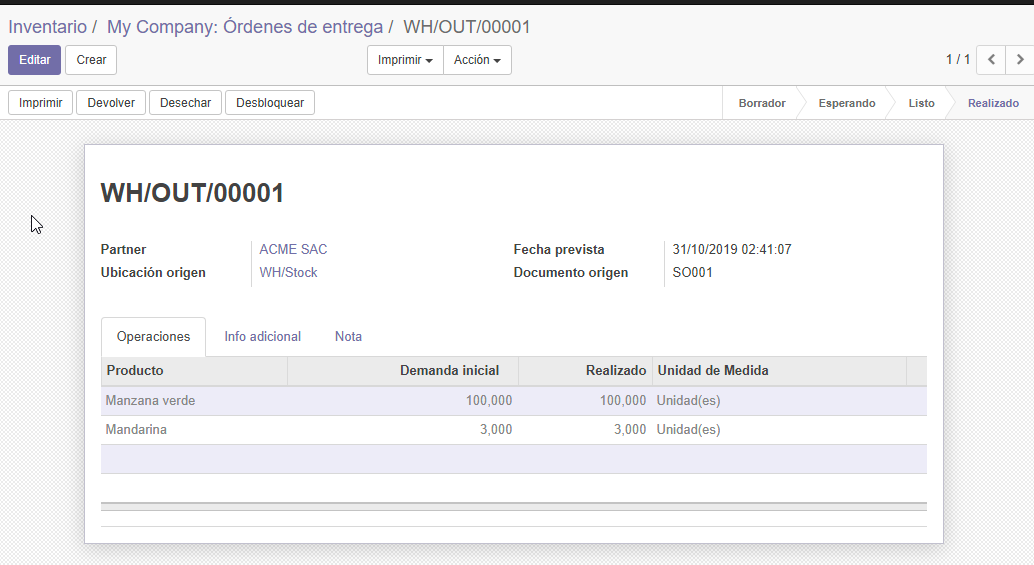 Inventario / My Company: Órdenes de entrega / WH/OUT/00001
Editar Crear Imprimir Acción 1 / 1
Imprimir Devolver Desechar Desbloquear Borrador Esperando Listo Realizado
WH/OUT/00001
Partner ACME SAC Fecha prevista 31/10/2019 02:41:07
Ubicación origen WH/Stock Documento origen SO001
Operaciones Info adicional Nota
Producto Demanda inicial Realizado Unidad de Medida
Manzana verde 100,000 100,000 Unidad(es)
Mandarina 3,000 3,000 Unidad(es)